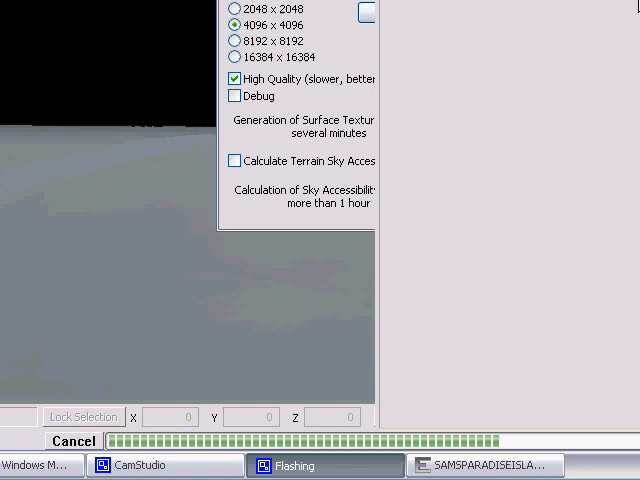 2048 x 2048
4096 x 4096
8192 x 8192
16384 x 16384
High Quality (slower, better
Debug
Generation of Surface Textur
several minutes
Calculate Terrain Sky Acces
Calculation of Sky Accessibility
more than 1 hour
Lock Selection X 0 Y 0 Z 0
Cancel
Windows M... CamStudio Flashing SAMSPARADISEISLA...